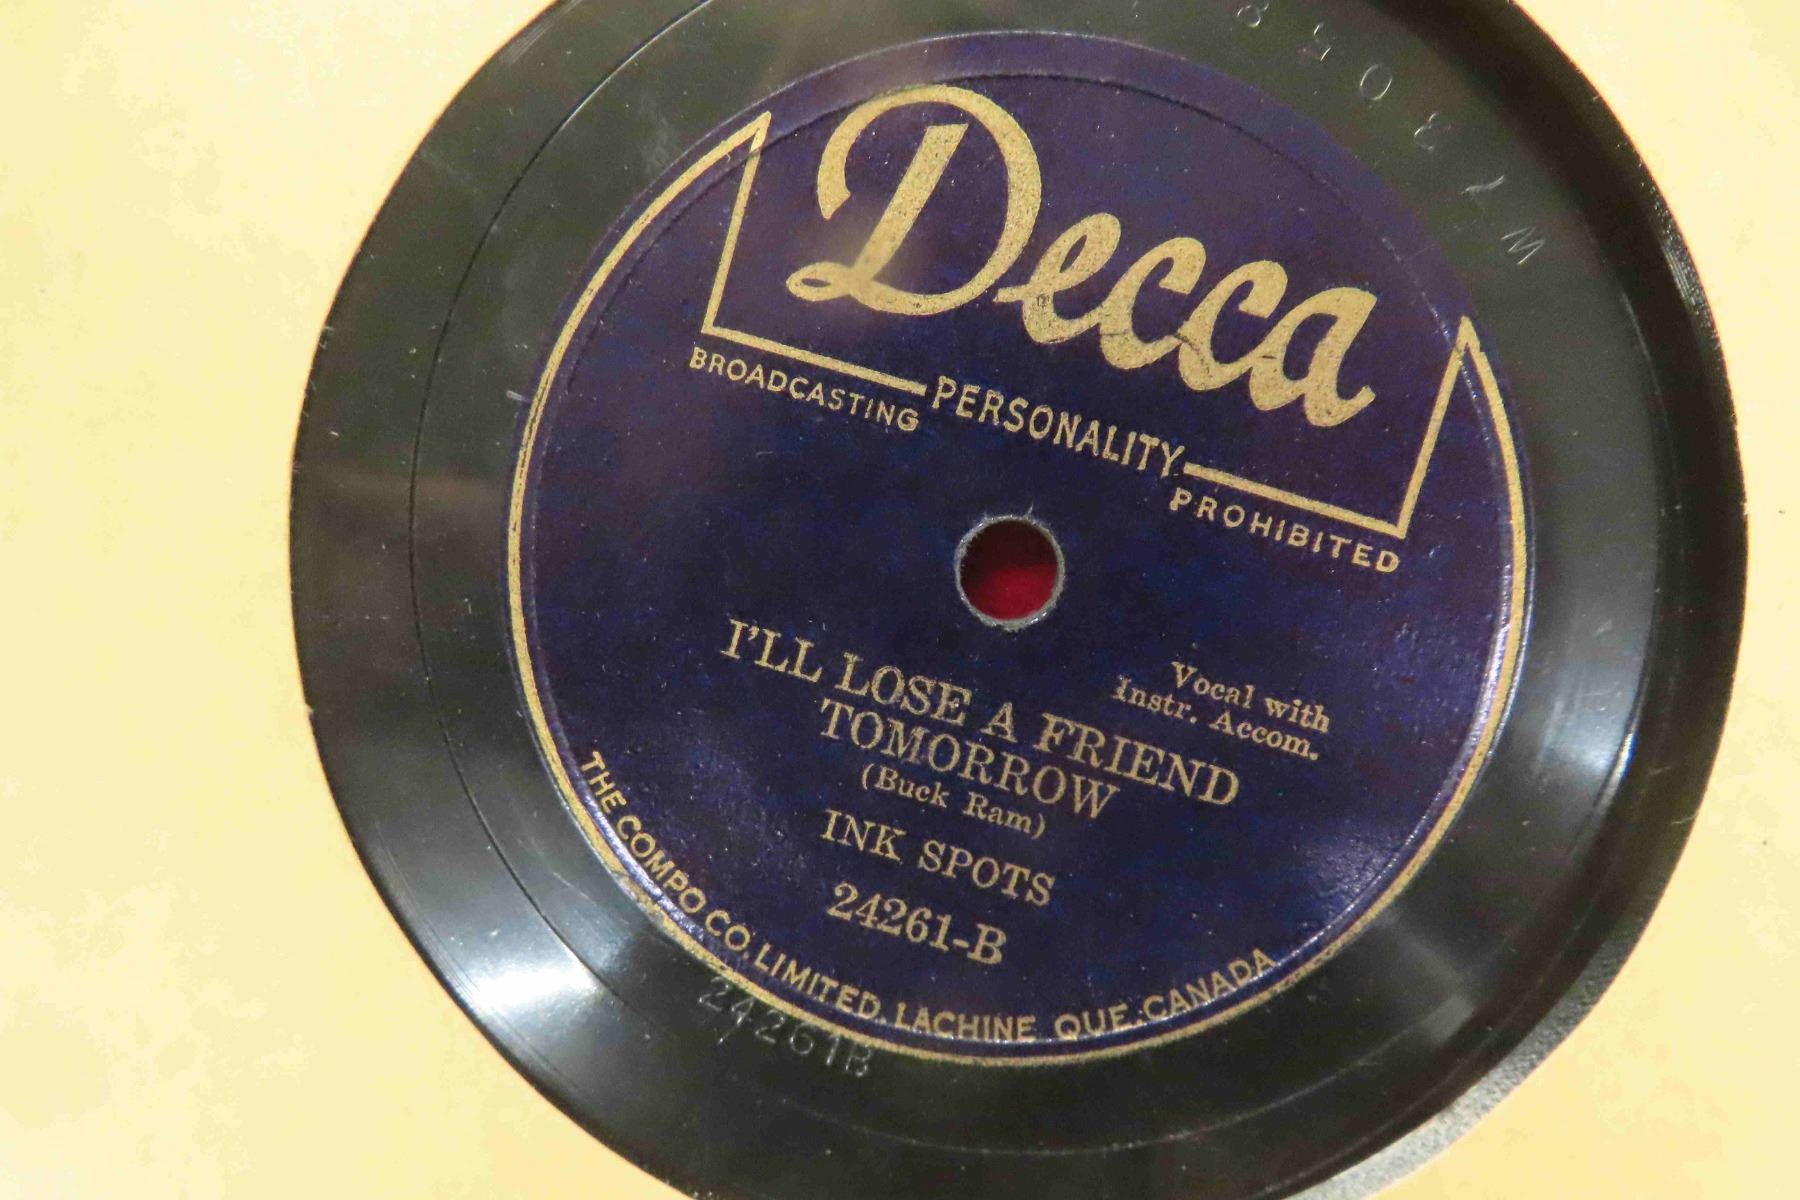 Decca
BROADCASTING PERSONALITY PROHIBITED
Vocal with
Instr. Accom.
I'LL LOSE A FRIEND
TOMORROW
(Buck Ram)
INK SPOTS
24261-B
THE COMPO CO. LIMITED. LACHINE QUE. CANADA
24261B